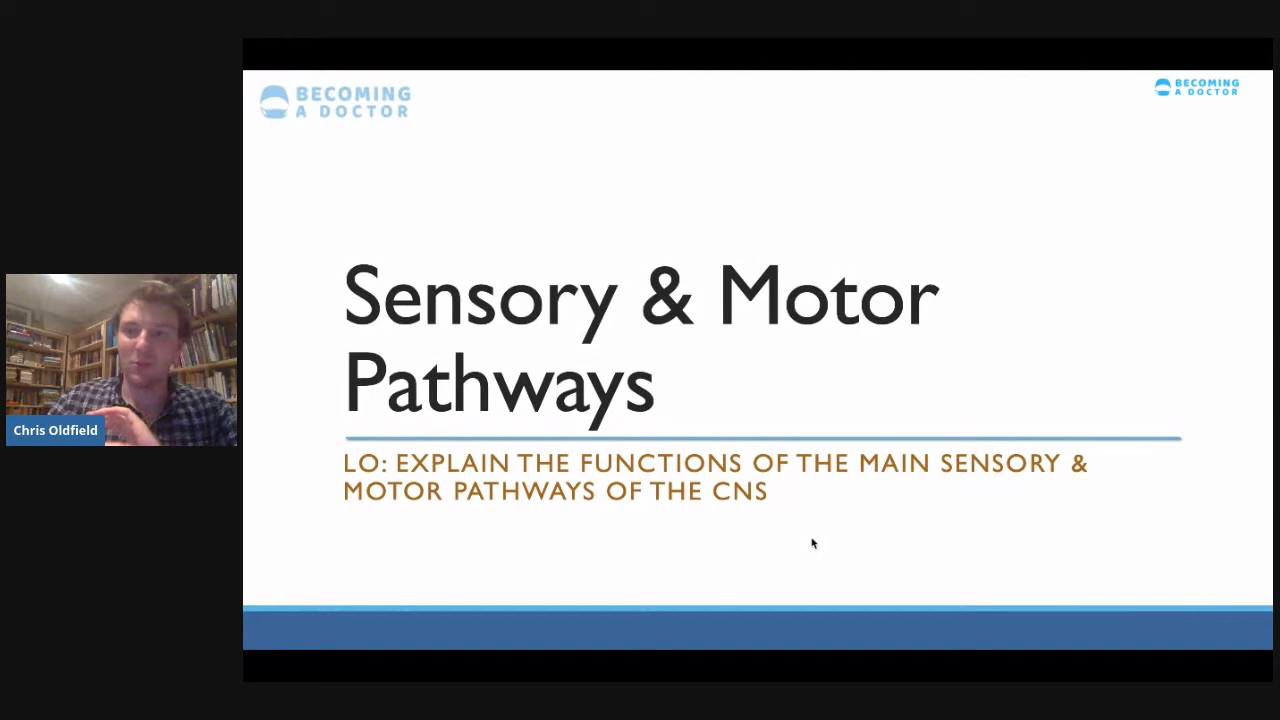 BECOMING
A DOCTOR
BECOMING
A DOCTOR
Sensory & Motor
Pathways
LO: EXPLAIN THE FUNCTIONS OF THE MAIN SENSORY &
MOTOR PATHWAYS OF THE CNS
Chris Oldfield